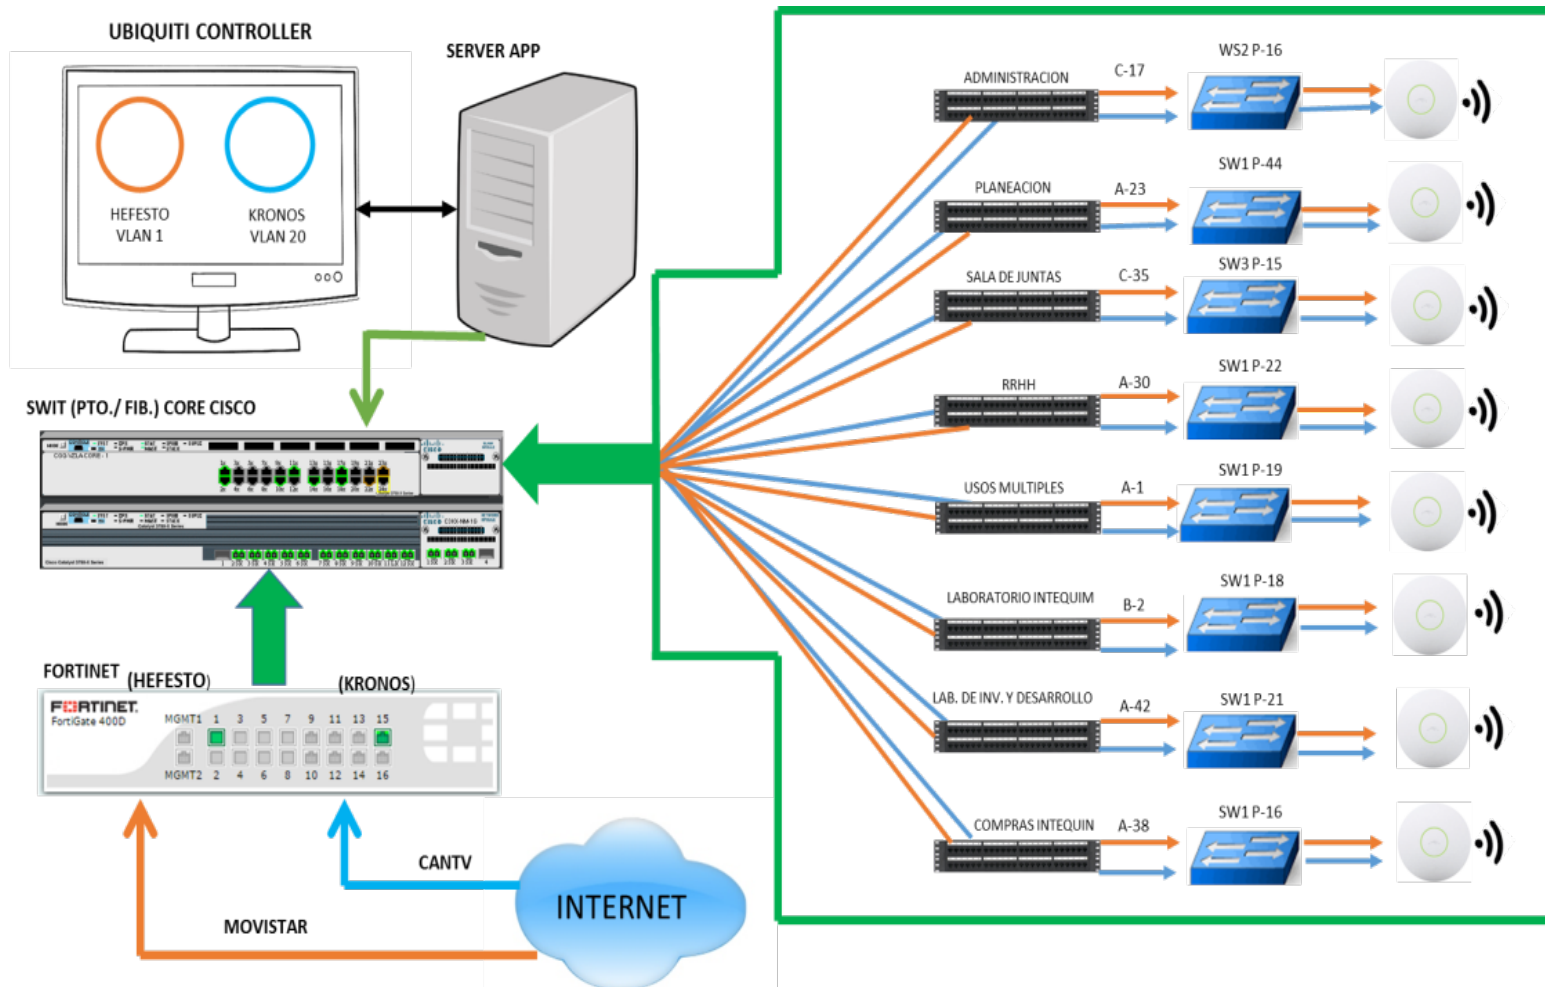 UBIQUITI CONTROLLER
SERVER APP
HEFESTO
VLAN 1
KRONOS
VLAN 20
SWIT (PTO./ FIB.) CORE CISCO
FORTINET
(HEFESTO)
(KRONOS)
FORTINET.
FortiGate 400D
MGMT1 1 3 5 7 9 11 13 15
MGMT2 2 4 6 8 10 12 14 16
CANTV
MOVISTAR
INTERNET
ADMINISTRACION
C-17
WS2 P-16
PLANEACION
A-23
SW1 P-44
SALA DE JUNTAS
C-35
SW3 P-15
RRHH
A-30
SW1 P-22
USOS MULTIPLES
A-1
SW1 P-19
LABORATORIO INTEQUIM
B-2
SW1 P-18
LAB. DE INV. Y DESARROLLO
A-42
SW1 P-21
COMPRAS INTEQUIN
A-38
SW1 P-16